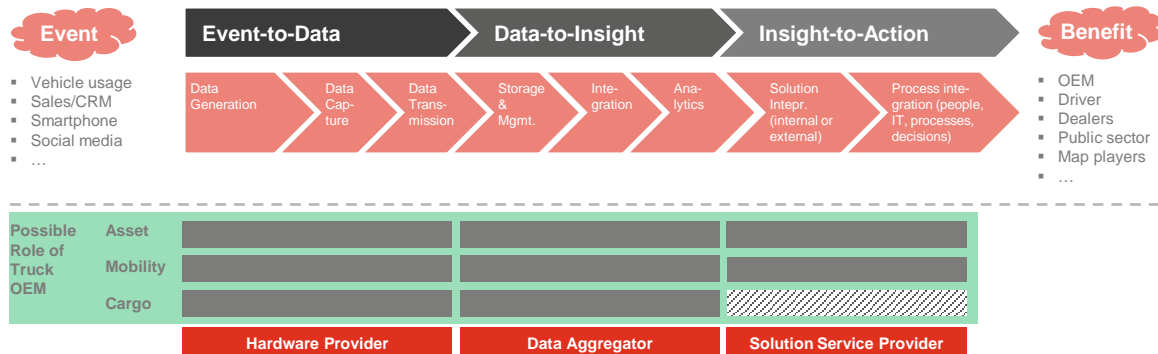 Event
Event-to-Data
Data-to-Insight
Insight-to-Action
Benefit
▪ Vehicle usage
▪ Sales/CRM
▪ Smartphone
▪ Social media
▪ …
Data
Generation
Data
Cap-
ture
Data
Trans-
mission
Storage
&
Mgmt.
Inte-
gration
Ana-
lytics
Solution
Intepr.
(internal or
external)
Process inte-
gration (people,
IT, processes,
decisions)
▪ OEM
▪ Driver
▪ Dealers
▪ Public sector
▪ Map players
▪ …
Possible
Role of
Truck
OEM
Asset
Mobility
Cargo
Hardware Provider
Data Aggregator
Solution Service Provider